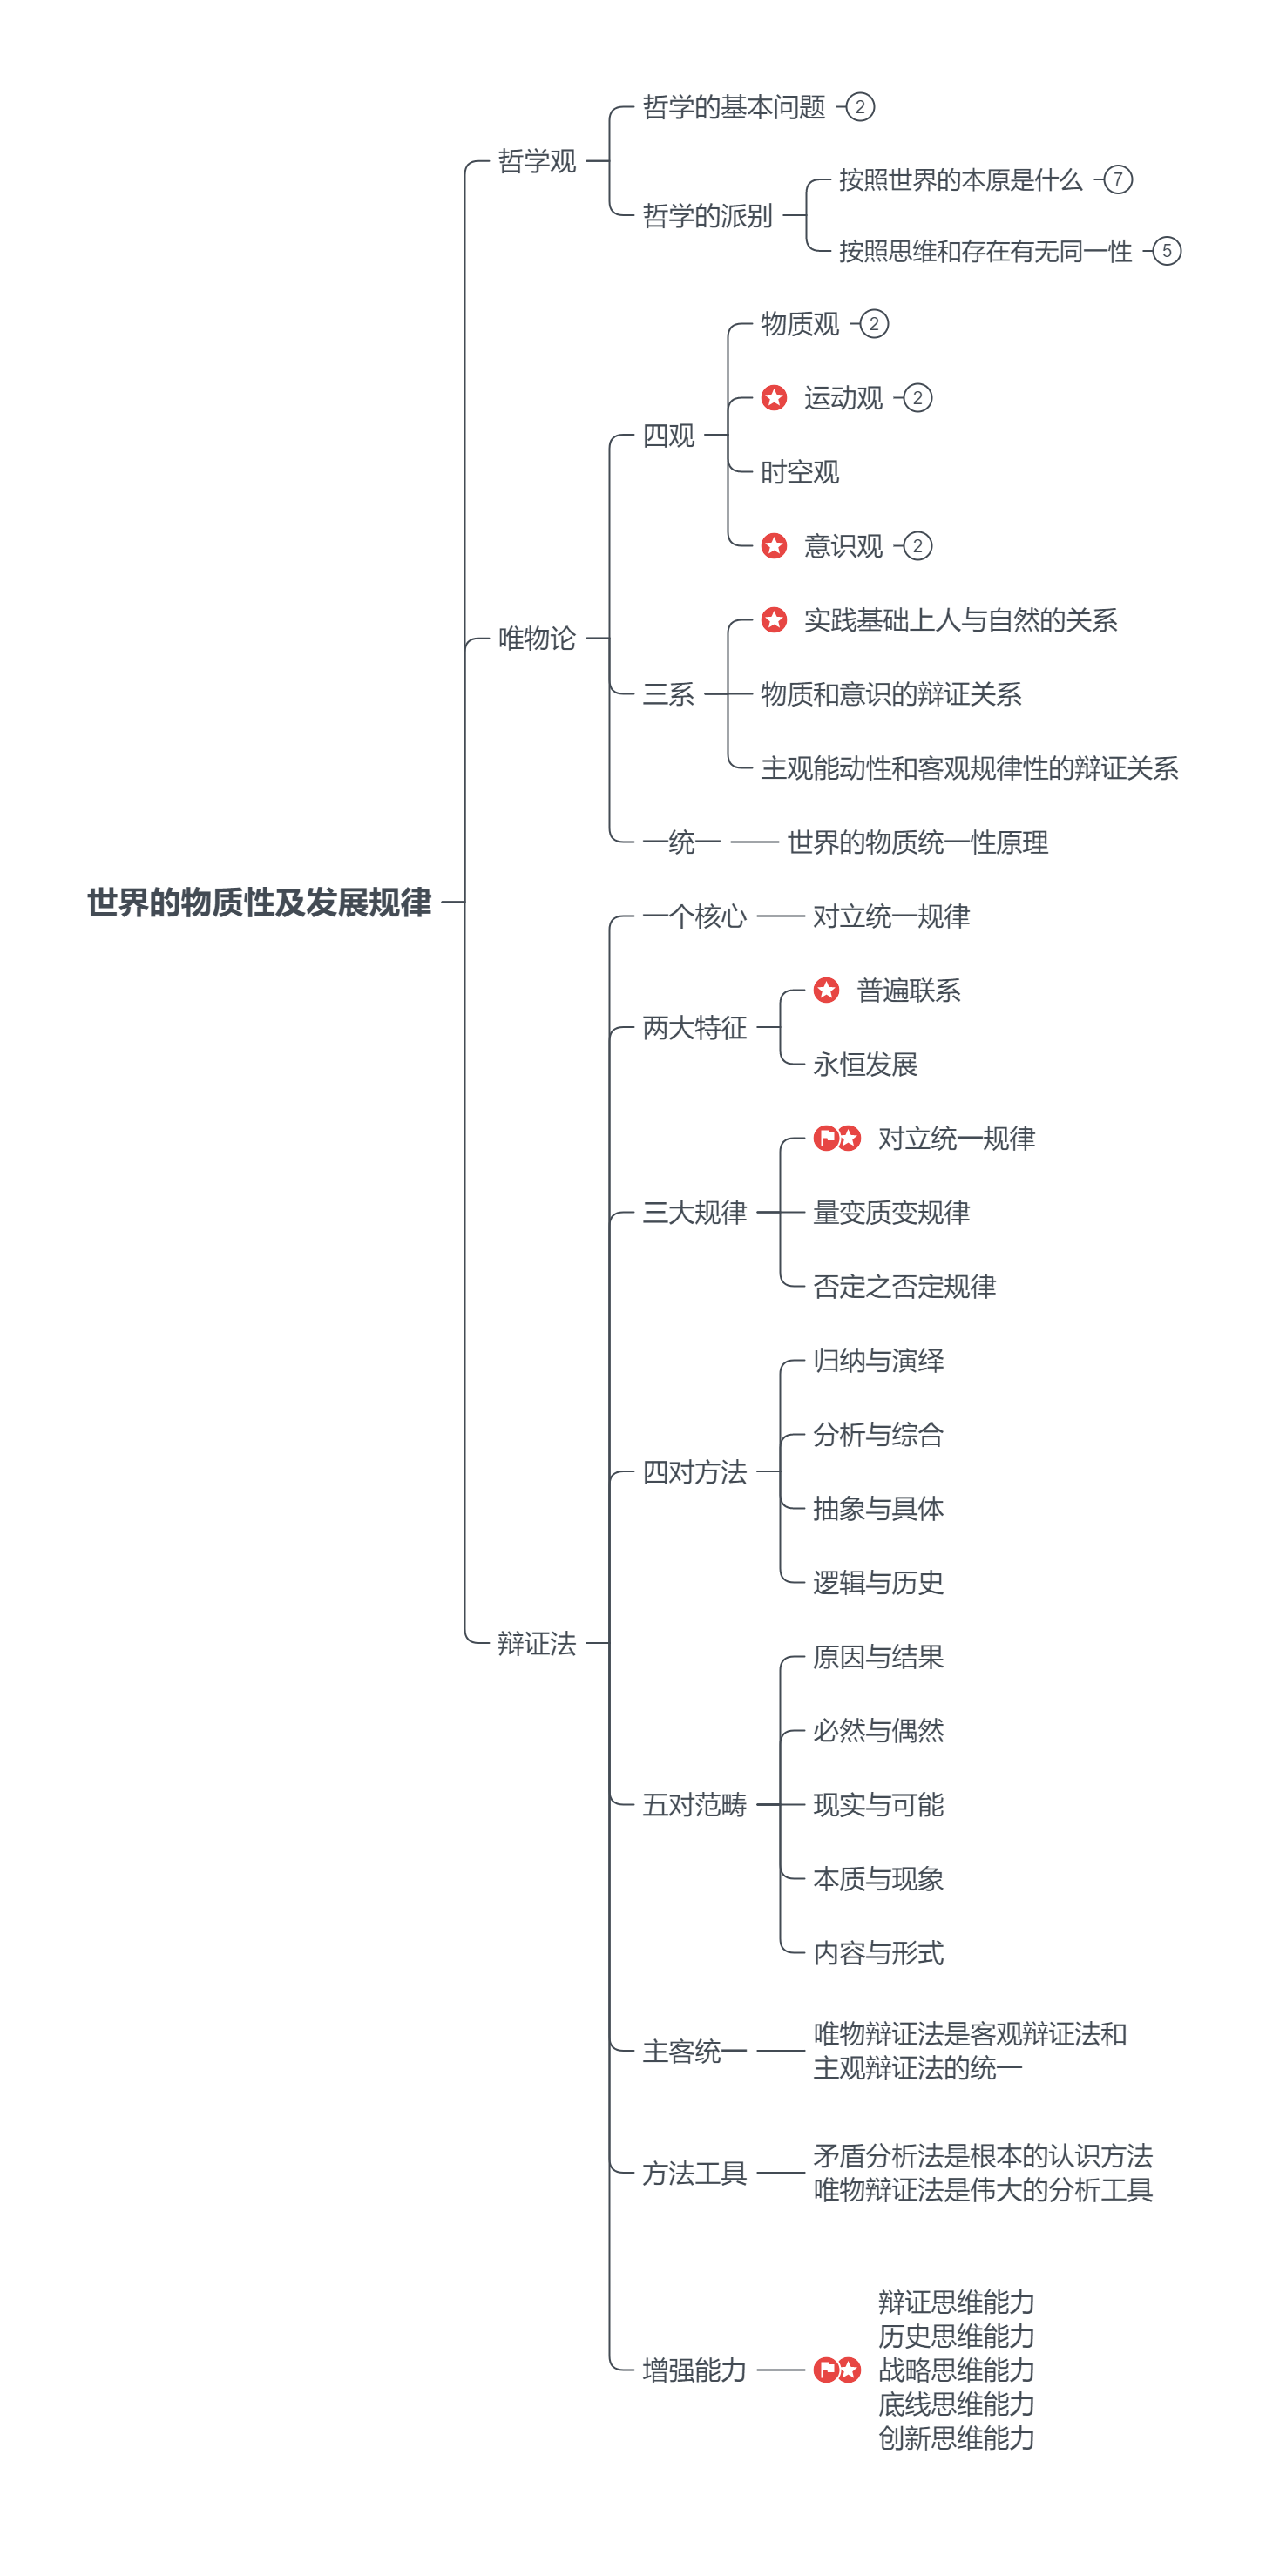 哲学的基本问题 2
哲学观
按照世界的本原是什么 7
哲学的派别
按照思维和存在有无同一性 5
物质观 2
运动观 2
四观
时空观
意识观 2
实践基础上人与自然的关系
唯物论
三系
物质和意识的辩证关系
主观能动性和客观规律性的辩证关系
一统一
世界的物质统一性原理
世界的物质性及发展规律
一个核心
对立统一规律
普遍联系
两大特征
永恒发展
对立统一规律
三大规律
量变质变规律
否定之否定规律
归纳与演绎
分析与综合
四对方法
抽象与具体
逻辑与历史
辩证法
原因与结果
必然与偶然
五对范畴
现实与可能
本质与现象
内容与形式
主客统一
唯物辩证法是客观辩证法和
主观辩证法的统一
方法工具
矛盾分析法是根本的认识方法
唯物辩证法是伟大的分析工具
增强能力
辩证思维能力
历史思维能力
战略思维能力
底线思维能力
创新思维能力